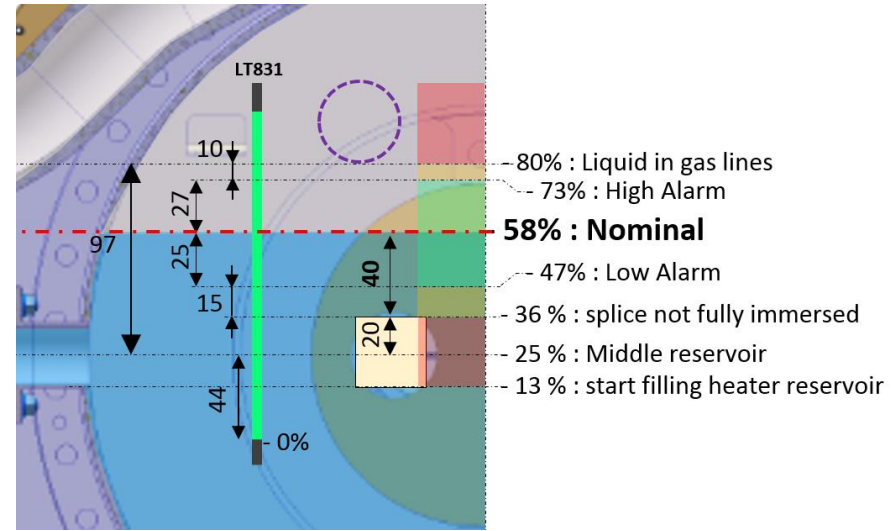 LT831
10
80% : Liquid in gas lines
73% : High Alarm
27
97
58% : Nominal
25
40
47% : Low Alarm
15
36 % : splice not fully immersed
20
25 % : Middle reservoir
13 % : start filling heater reservoir
44
- 0%